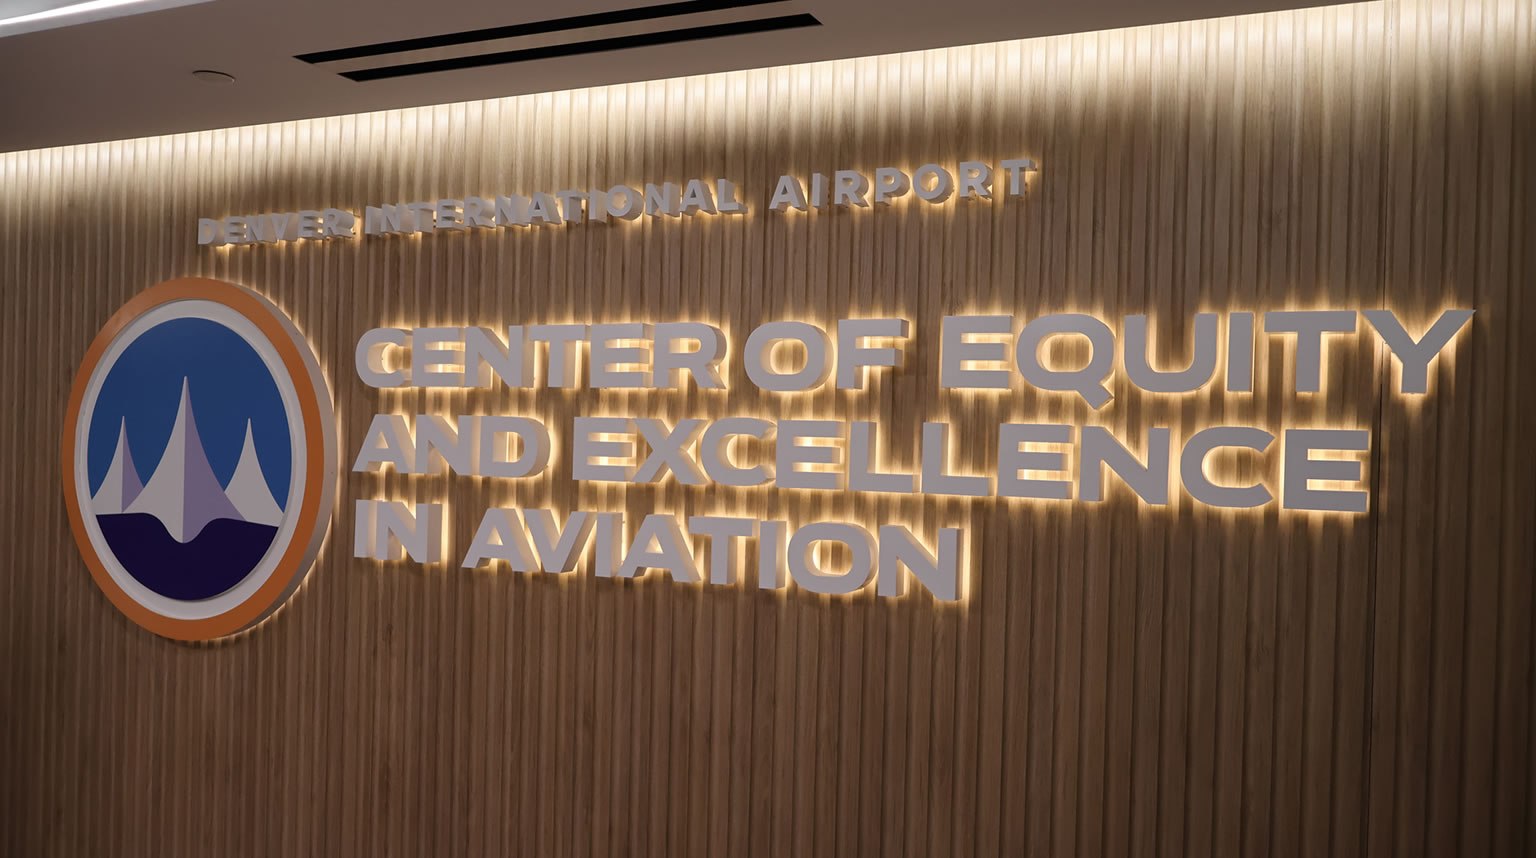 DENVER INTERNATIONAL AIRPORT
CENTER OF EQUITY
AND EXCELLENCE
IN AVIATION